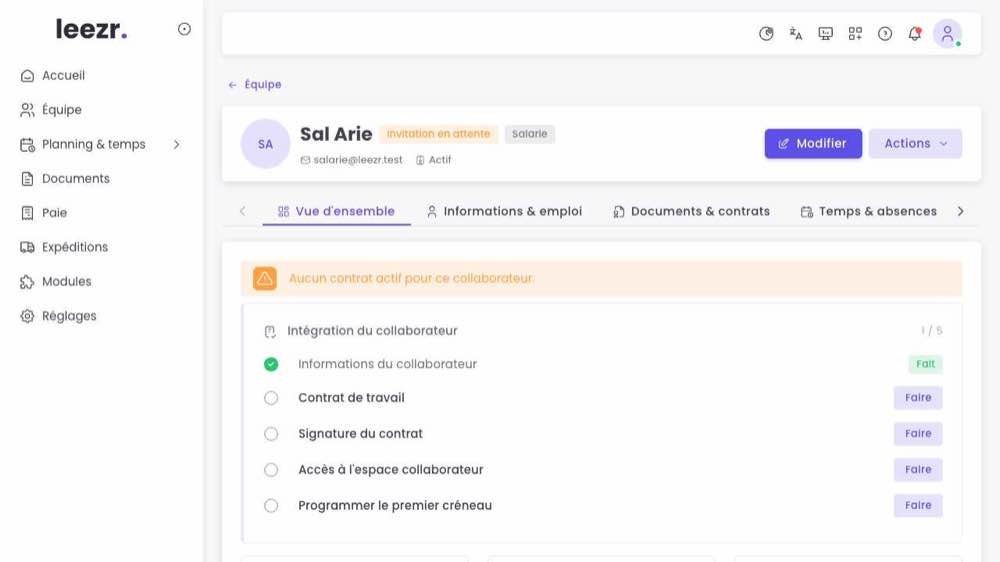 leezr.
Accueil
Équipe
Planning & temps
Documents
Paie
Expéditions
Modules
Réglages
← Équipe
SA
Sal Arie
Invitation en attente
Salarie
salarie@leezr.test
Actif
Modifier
Actions
Vue d'ensemble
Informations & emploi
Documents & contrats
Temps & absences
Aucun contrat actif pour ce collaborateur.
Intégration du collaborateur
1 / 5
Informations du collaborateur
Fait
Contrat de travail
Faire
Signature du contrat
Faire
Accès à l'espace collaborateur
Faire
Programmer le premier créneau
Faire